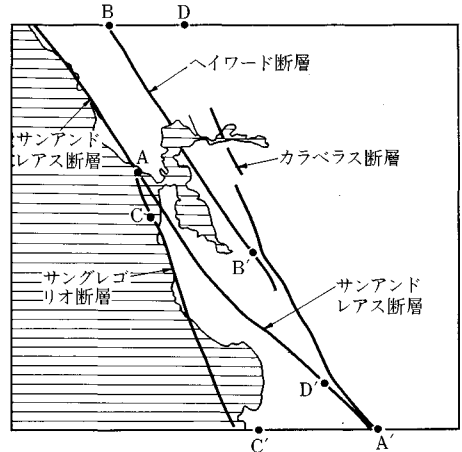 B
D
ヘイワード断層
サンアンド
レアス断層
A
カラベラス断層
C
B′
サングレゴ
リオ断層
サンアンド
レアス断層
D′
C′
A′